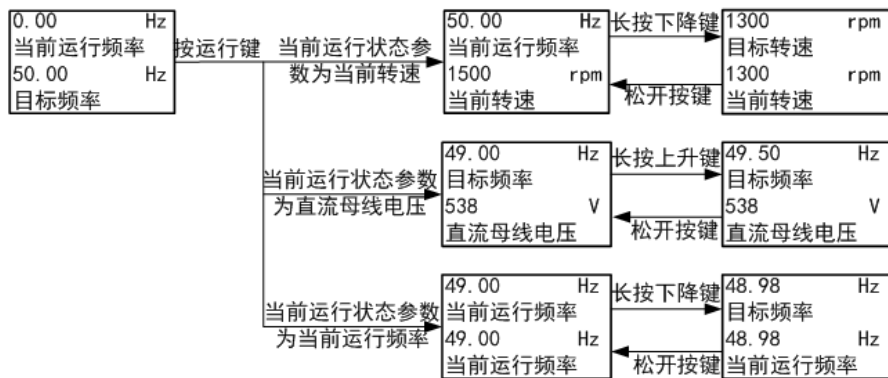 0.00 Hz
当前运行频率
50.00 Hz
目标频率
按运行键
当前运行状态参
数为当前转速
50.00 Hz
当前运行频率
1500 rpm
当前转速
长按下降键
松开按键
1300 rpm
目标转速
1300 rpm
当前转速
当前运行状态参数
为直流母线电压
49.00 Hz
目标频率
538 V
直流母线电压
长按上升键
松开按键
49.50 Hz
目标频率
538 V
直流母线电压
当前运行状态参数
为当前运行频率
49.00 Hz
当前运行频率
49.00 Hz
当前运行频率
长按下降键
松开按键
48.98 Hz
目标频率
48.98 Hz
当前运行频率